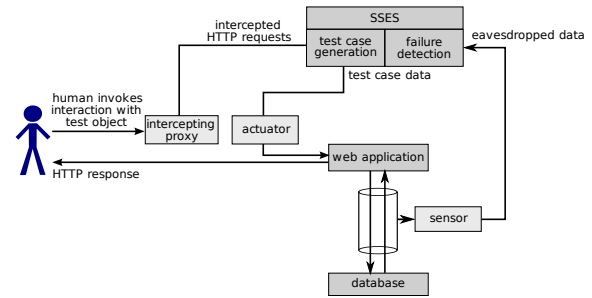 SSES
intercepted
HTTP requests
test case
generation
failure
detection
eavesdropped data
test case data
human invokes
interaction with
test object
intercepting
proxy
actuator
web application
HTTP response
sensor
database